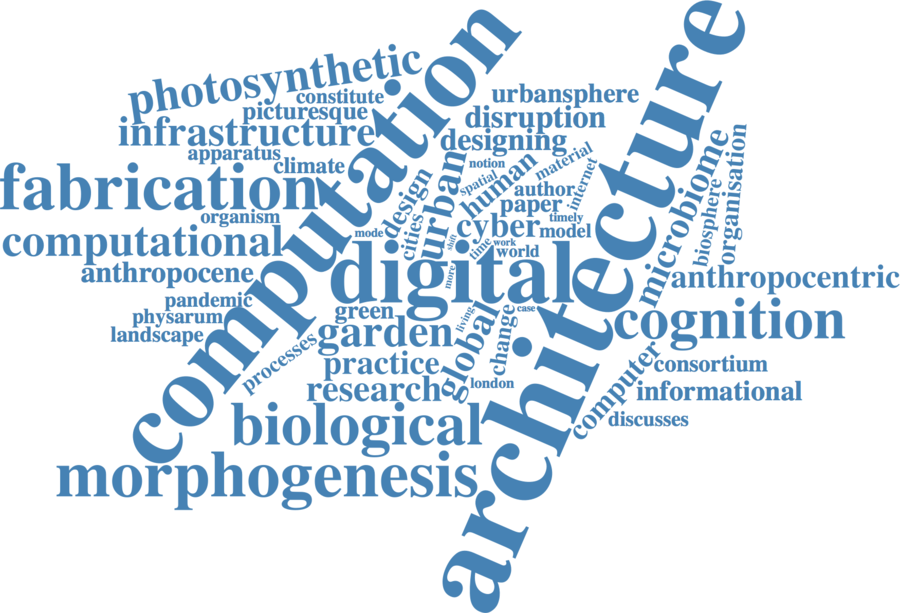 photosynthetic
constitute
picturesque
infrastructure
apparatus
climate
fabrication
organism
computational
anthropocene
pandemic
physarum
landscape
processes
computation
architecture
urbansphere
disruption
designing
notion
material
spatial
human
internet
author
paper
timely
cyber
model
design
cities
urban
mode
shift
time
work
world
digital
more
green
garden
living
case
global
change
practice
london
research
biological
morphogenesis
microbiome
biosphere
organisation
anthropocentric
cognition
computer
consortium
informational
discusses